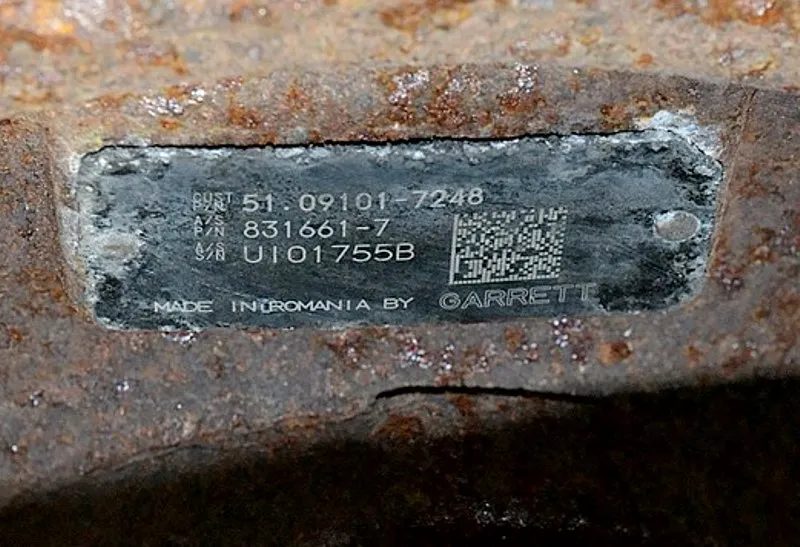 CUST P/N 51.09101-7248
A/S P/N 831661-7
A/S S/N UI01755B
MADE IN ROMANIA BY GARRETT